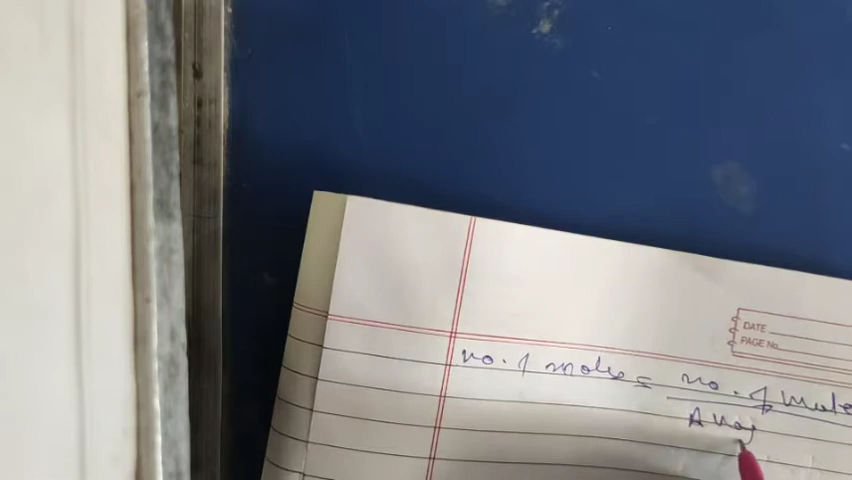 DATE
PAGE No.
no. of moles = no. of mole
Avog